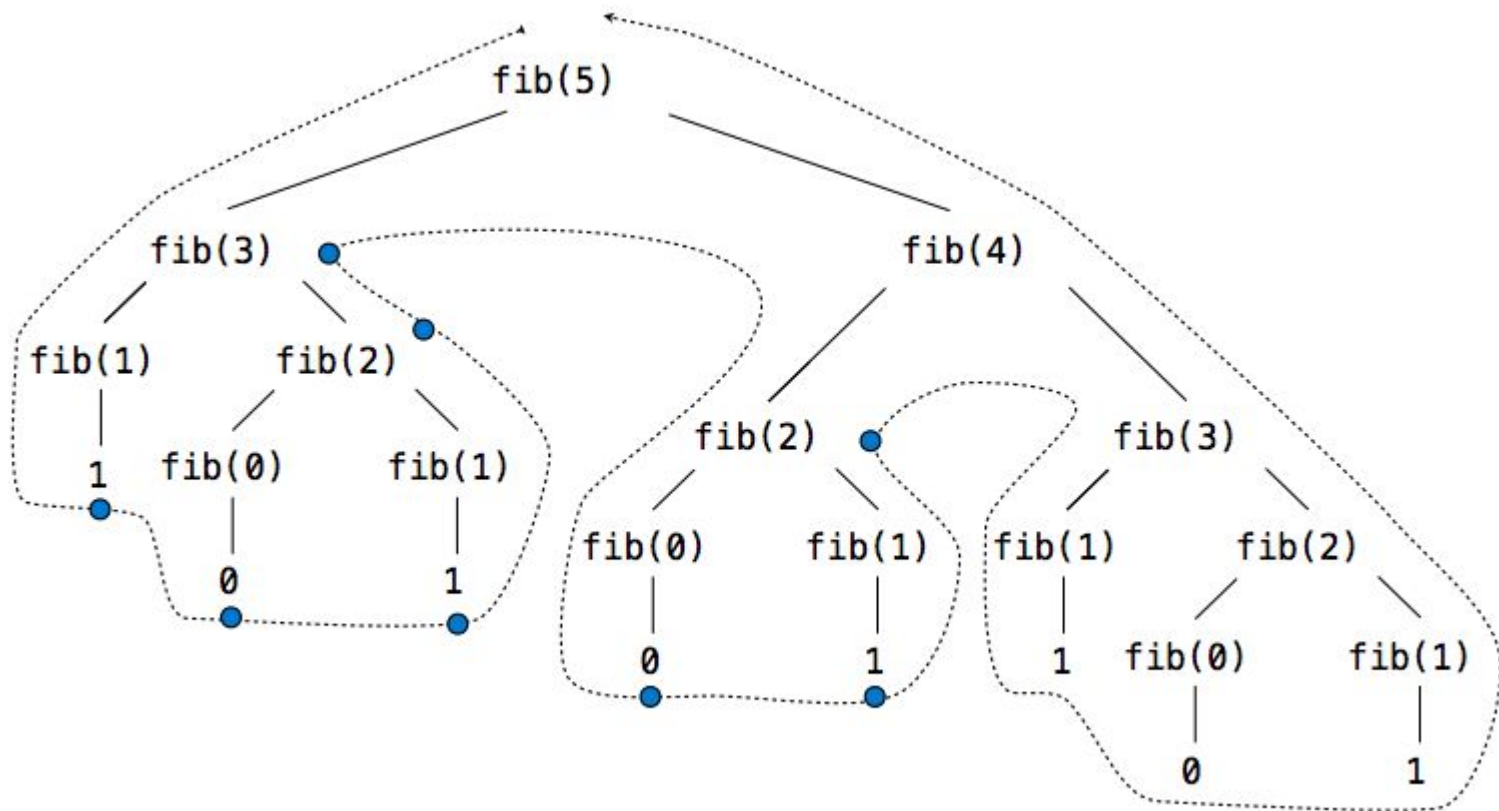 fib(5)
fib(3) fib(4)
fib(1) fib(2)
fib(2) fib(3)
1 fib(0) fib(1)
fib(0) fib(1) fib(1) fib(2)
0 1
0 1 1 fib(0) fib(1)
0 1